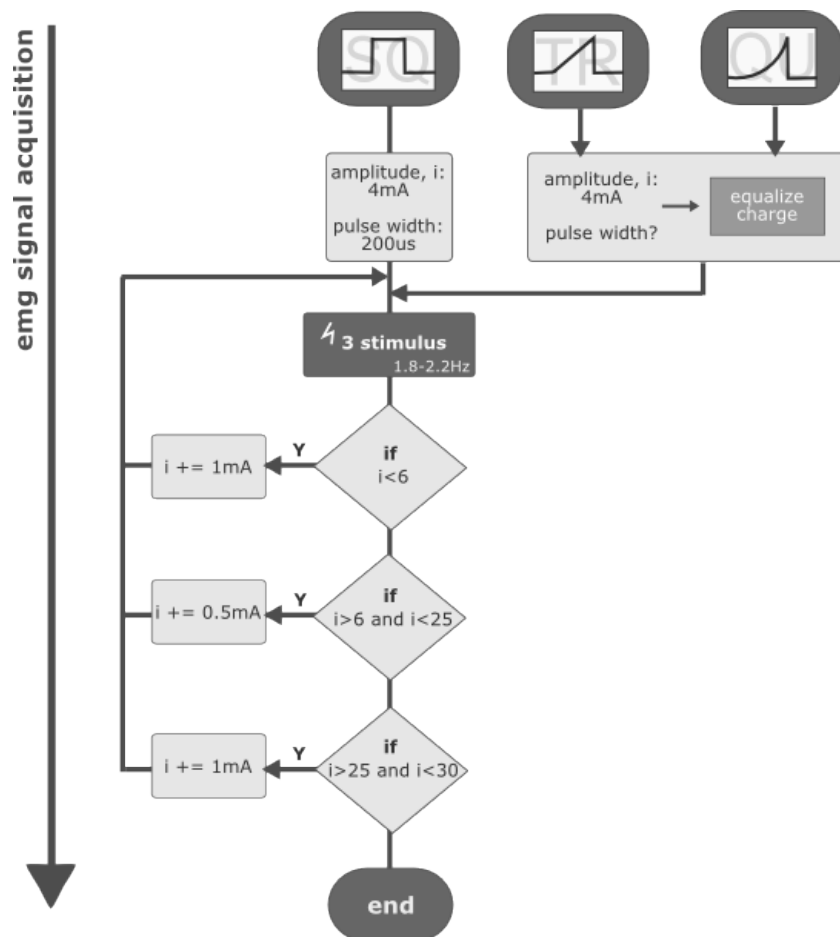 emg signal acquisition
SQ
TR
QU
amplitude, i:
4mA
pulse width:
200us
amplitude, i:
4mA
pulse width?
equalize
charge
3 stimulus
1.8-2.2Hz
if
i<6
Y
i += 1mA
if
i>6 and i<25
Y
i += 0.5mA
if
i>25 and i<30
Y
i += 1mA
end